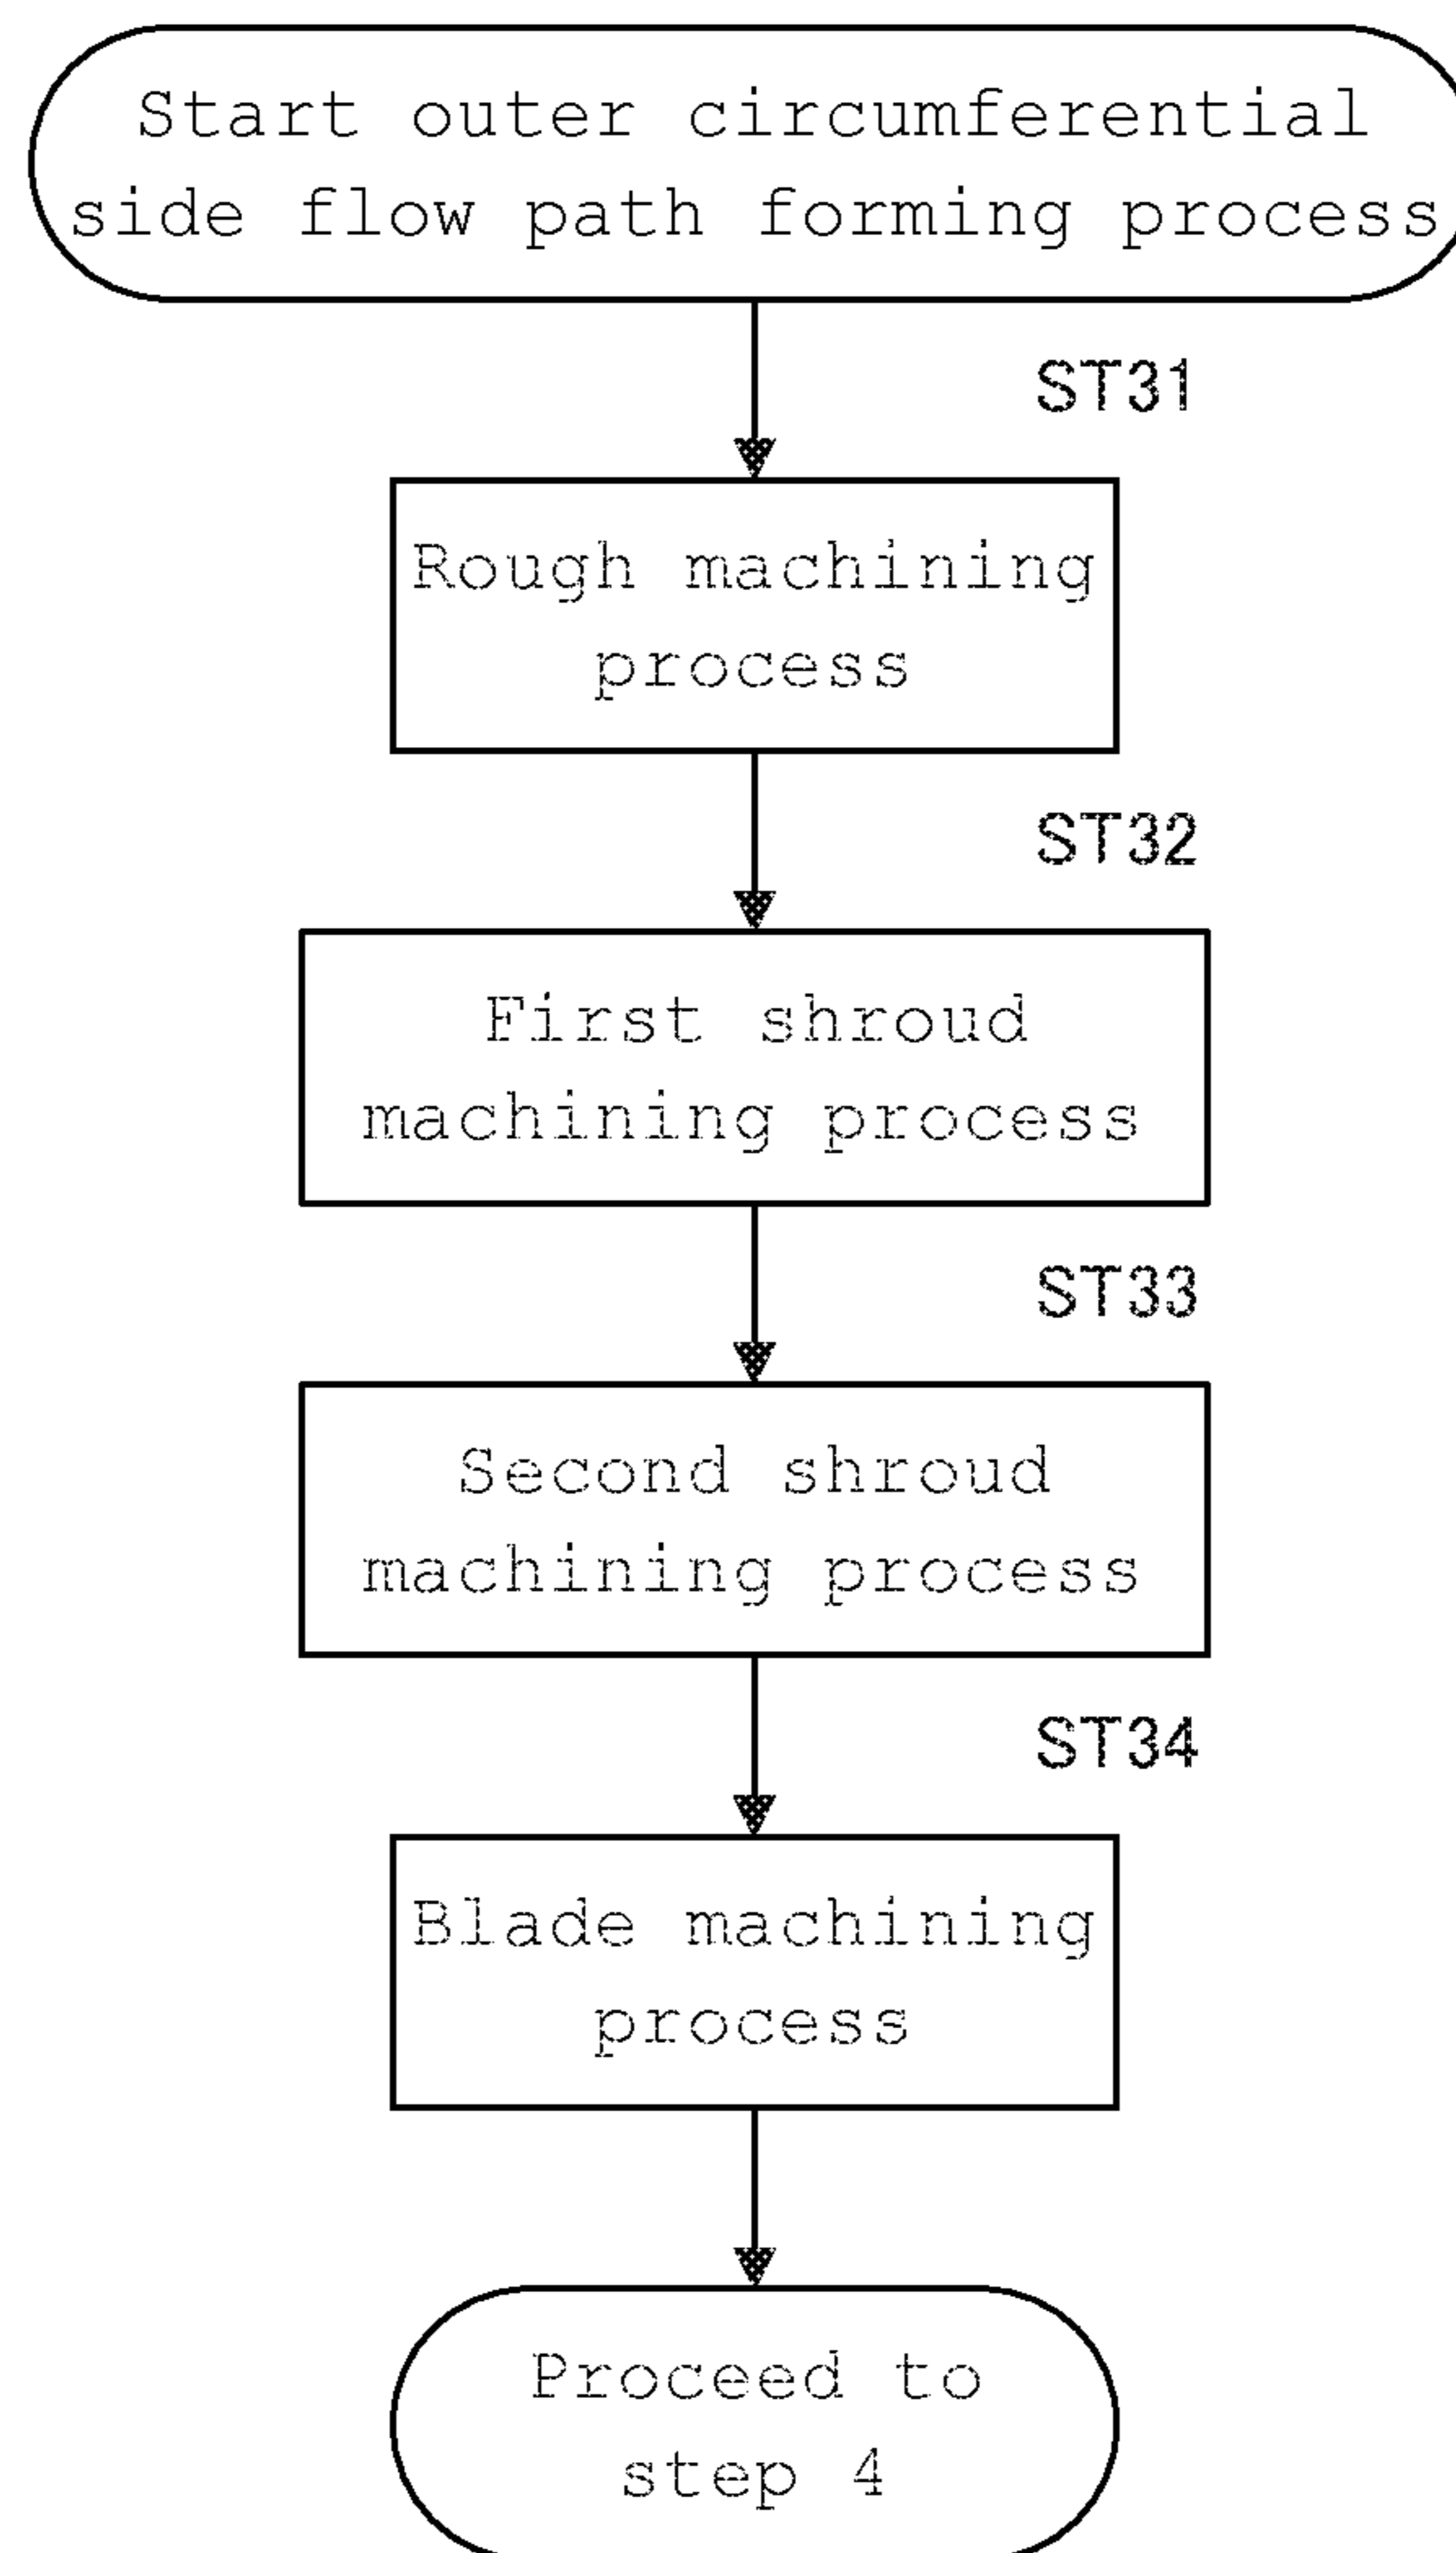 Start outer circumferential
side flow path forming process
ST31
Rough machining
process
ST32
First shroud
machining process
ST33
Second shroud
machining process
ST34
Blade machining
process
Proceed to
step 4